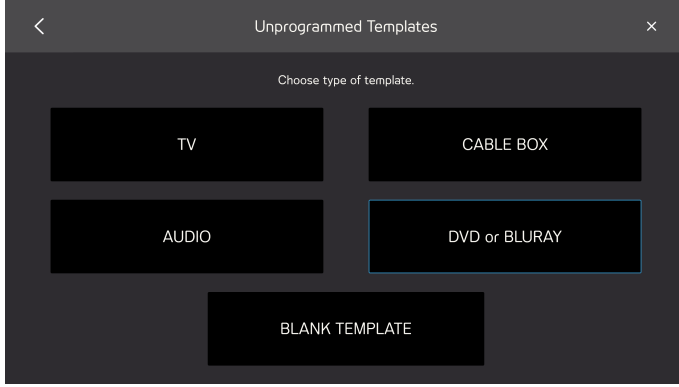 Unprogrammed Templates
Choose type of template.
TV
CABLE BOX
AUDIO
DVD or BLURAY
BLANK TEMPLATE